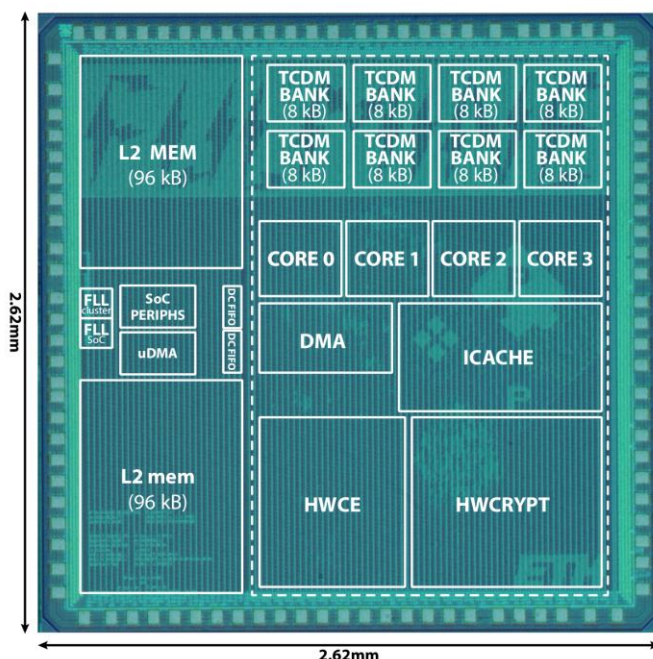 TCDM
BANK
(8 kB)
TCDM
BANK
(8 kB)
TCDM
BANK
(8 kB)
TCDM
BANK
(8 kB)
L2 MEM
(96 kB)
TCDM
BANK
(8 kB)
TCDM
BANK
(8 kB)
TCDM
BANK
(8 kB)
TCDM
BANK
(8 kB)
CORE 0
CORE 1
CORE 2
CORE 3
FLL
cluster
SoC
PERIPHS
DC FIFO
FLL
SoC
uDMA
DC FIFO
DMA
ICACHE
2.62mm
L2 mem
(96 kB)
HWCE
HWCRYPT
ETH
2.62mm